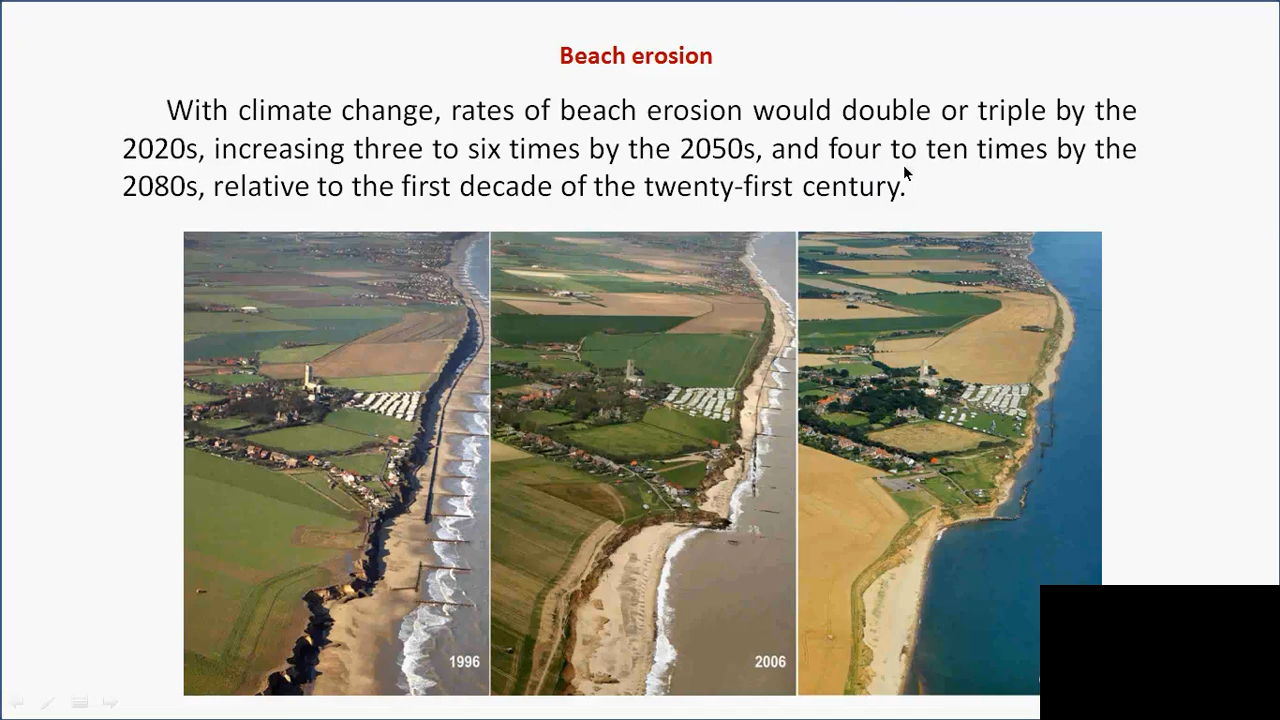 Beach erosion
With climate change, rates of beach erosion would double or triple by the
2020s, increasing three to six times by the 2050s, and four to ten times by the
2080s, relative to the first decade of the twenty-first century.
1996
2006